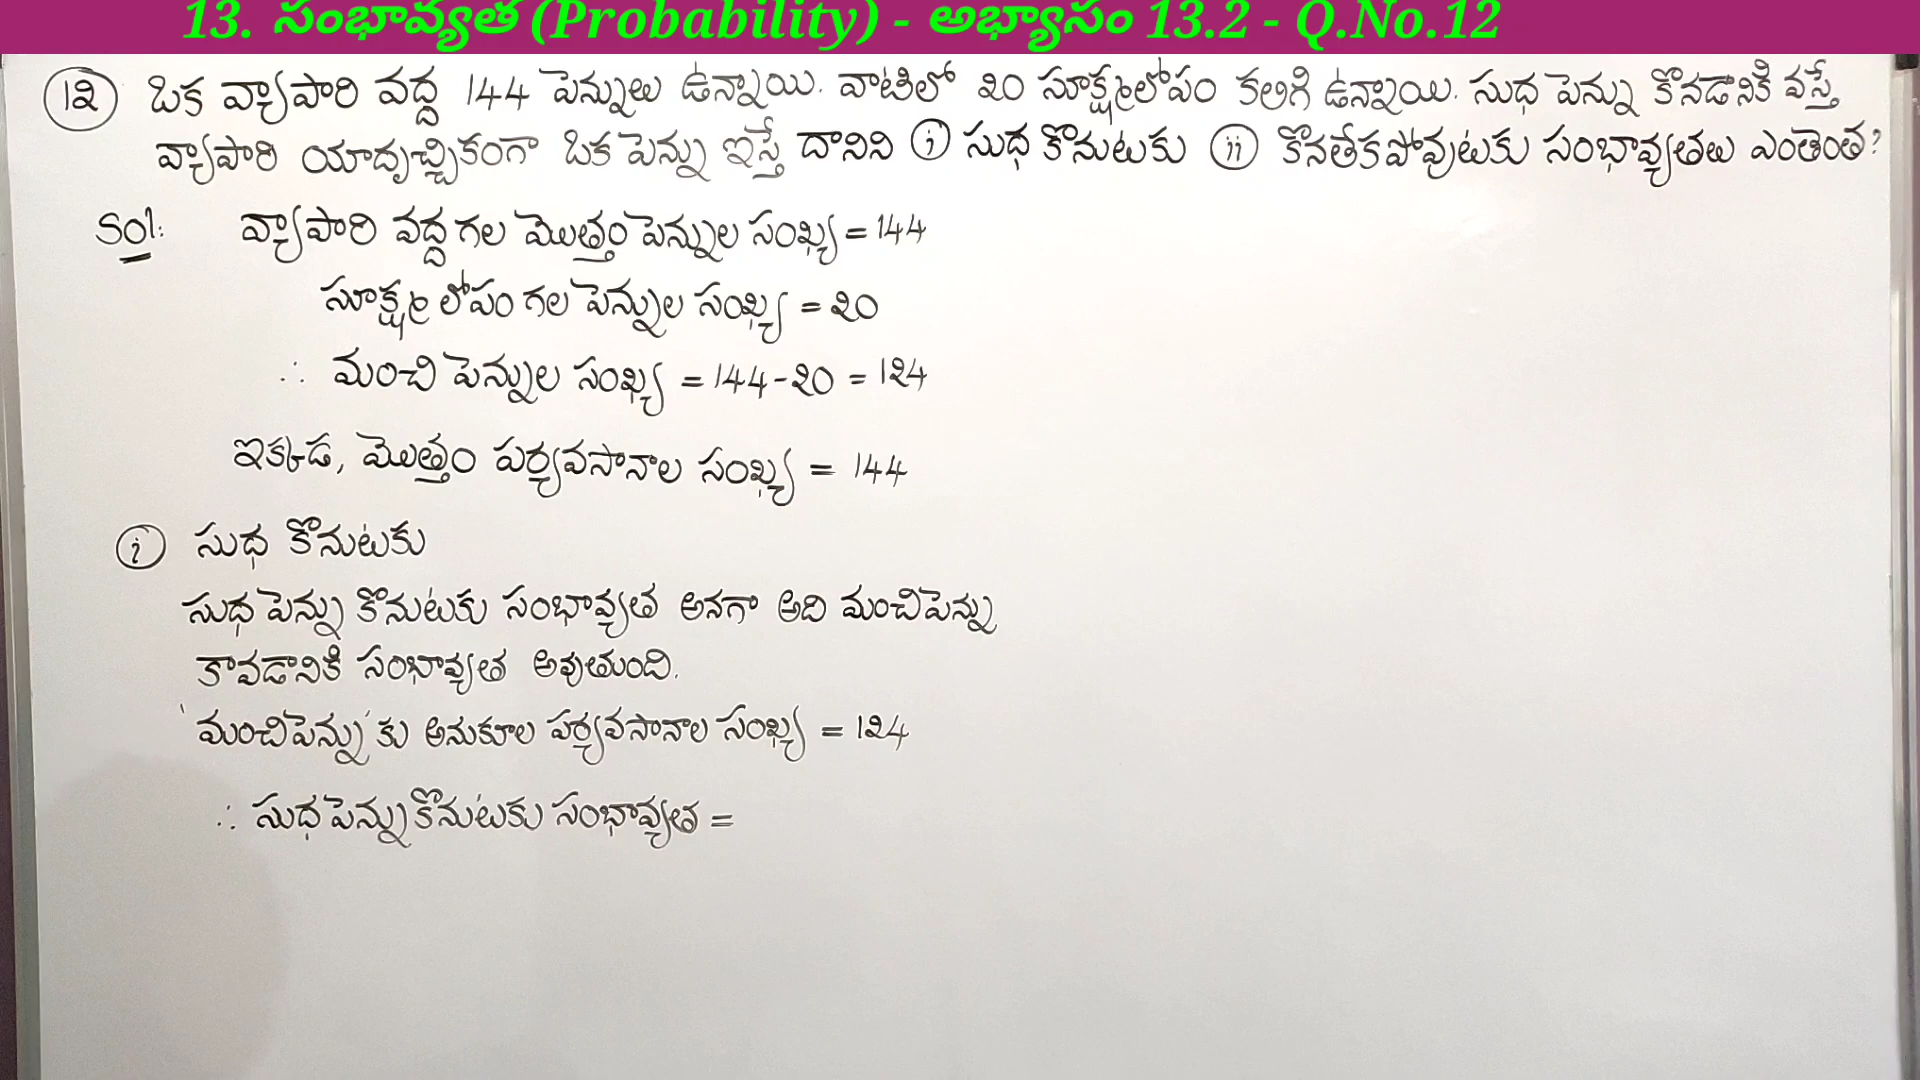 13. సంభావ్యత (Probability) - అభ్యాసం 13.2 - Q.No.12
12 ఒక వ్యాపారి వద్ద 144 పెన్నులు ఉన్నాయి. వాటిలో 20 సూక్ష్మలోపం కలిగి ఉన్నాయి. సుధ పెన్ను కొనడానికి వస్తే
వ్యాపారి యాదృచ్ఛికంగా ఒక పెన్ను ఇస్తే దానిని i సుధ కొనుటకు ii కొనలేకపోవుటకు సంభావ్యతలు ఎంతెంత?
Sol: వ్యాపారి వద్ద గల మొత్తం పెన్నుల సంఖ్య = 144
సూక్ష్మ లోపం గల పెన్నుల సంఖ్య = 20
∴ మంచి పెన్నుల సంఖ్య = 144-20 = 124
ఇక్కడ, మొత్తం పర్యవసానాల సంఖ్య = 144
i సుధ కొనుటకు
సుధ పెన్ను కొనుటకు సంభావ్యత అనగా అది మంచిపెన్ను
కావడానికి సంభావ్యత అవుతుంది.
'మంచిపెన్ను' కు అనుకూల పర్యవసానాల సంఖ్య = 124
∴ సుధ పెన్ను కొనుటకు సంభావ్యత =